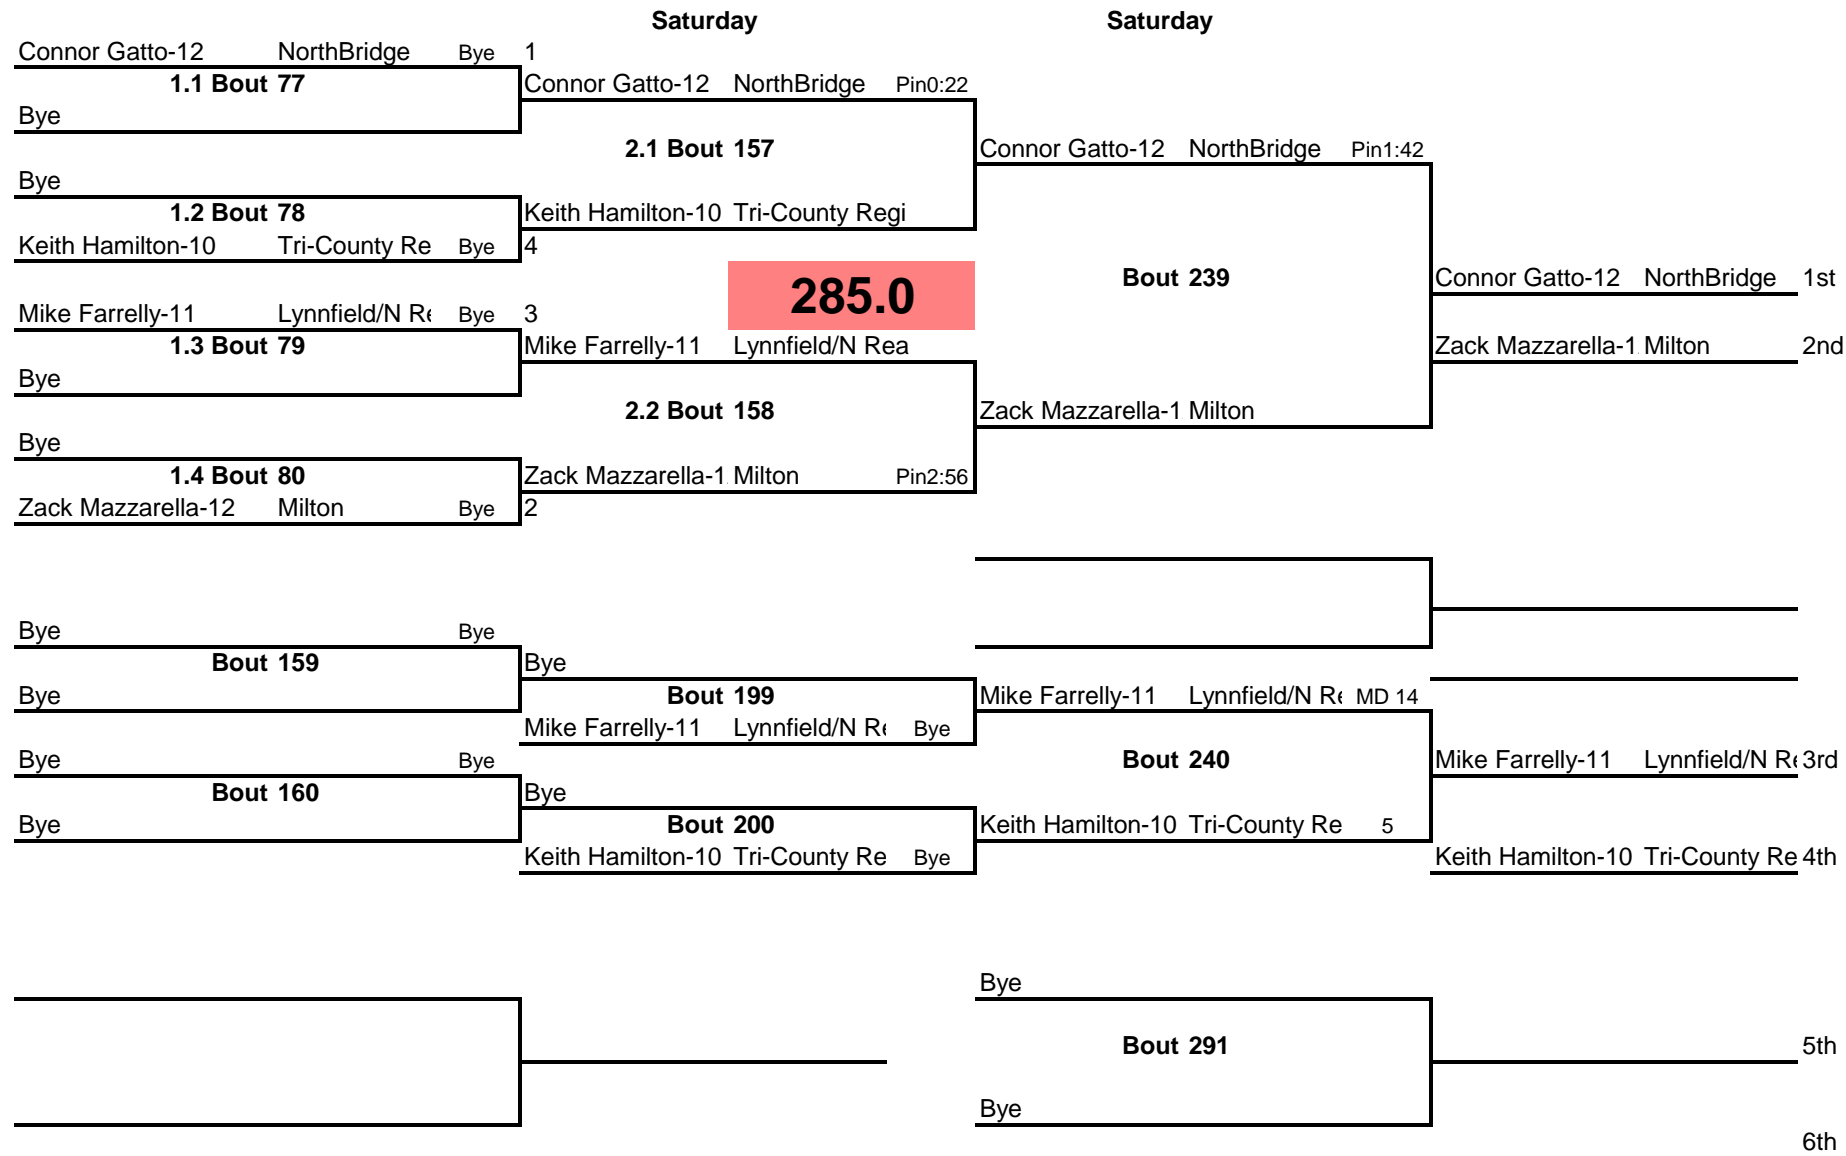 Saturday Saturday
Connor Gatto-12 NorthBridge Bye 1
1.1 Bout 77 Connor Gatto-12 NorthBridge Pin0:22
Bye
2.1 Bout 157 Connor Gatto-12 NorthBridge Pin1:42
Bye
1.2 Bout 78 Keith Hamilton-10 Tri-County Regi
Keith Hamilton-10 Tri-County Re Bye 4
285.0 Bout 239 Connor Gatto-12 NorthBridge 1st
Mike Farrelly-11 Lynnfield/N Re Bye 3
1.3 Bout 79 Mike Farrelly-11 Lynnfield/N Rea Zack Mazzarella-1 Milton 2nd
Bye
2.2 Bout 158 Zack Mazzarella-1 Milton
Bye
1.4 Bout 80 Zack Mazzarella-1 Milton Pin2:56
Zack Mazzarella-12 Milton Bye 2
Bye Bye
Bout 159 Bye
Bye Bout 199 Mike Farrelly-11 Lynnfield/N Re MD 14
Mike Farrelly-11 Lynnfield/N Re Bye
Bye Bye Bout 240 Mike Farrelly-11 Lynnfield/N Re 3rd
Bout 160 Bye
Bye Bout 200 Keith Hamilton-10 Tri-County Re 5
Keith Hamilton-10 Tri-County Re Bye Keith Hamilton-10 Tri-County Re 4th
Bye
Bout 291 5th
Bye
6th